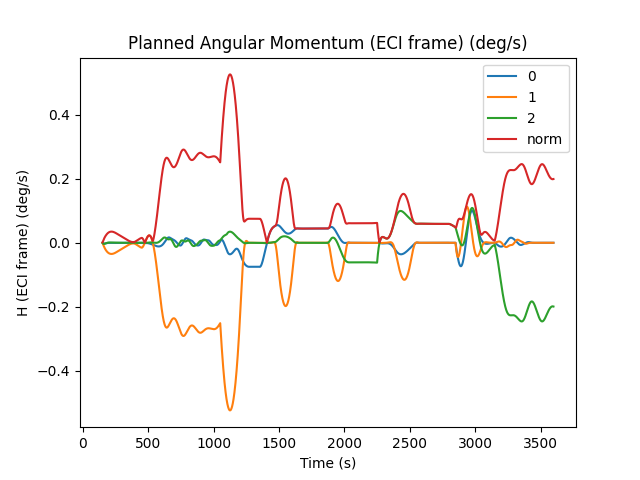 Planned Angular Momentum (ECI frame) (deg/s)
0
1
2
norm
H (ECI frame) (deg/s)
0.4
0.2
0.0
−0.2
−0.4
0 500 1000 1500 2000 2500 3000 3500
Time (s)